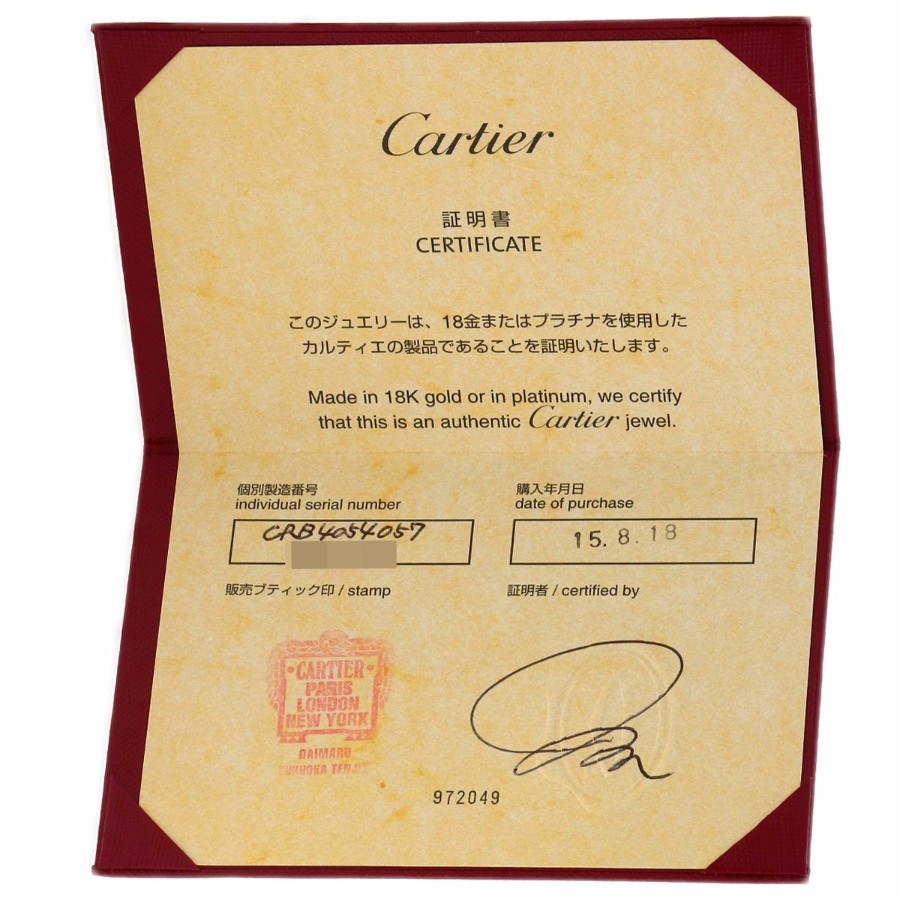 Cartier
証明書
CERTIFICATE
このジュエリーは、18金またはプラチナを使用した
カルティエの製品であることを証明いたします。
Made in 18K gold or in platinum, we certify
that this is an authentic Cartier jewel.
個別製造番号
individual serial number
CRB4054057
購入年月日
date of purchase
15.8.18
販売ブティック印 / stamp
証明者 / certified by
CARTIER
PARIS
LONDON
NEW YORK
DAIMARU
FUKUOKA TENJIN
972049